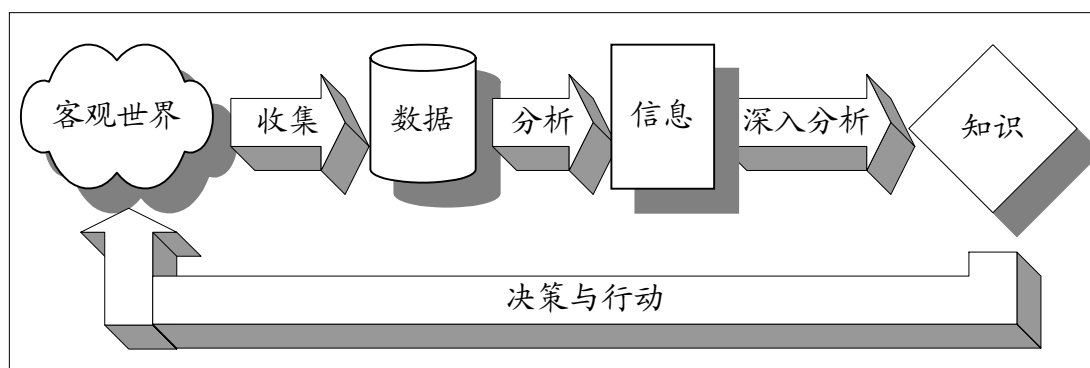 客观世界
收集
数据
分析
信息
深入分析
知识
决策与行动